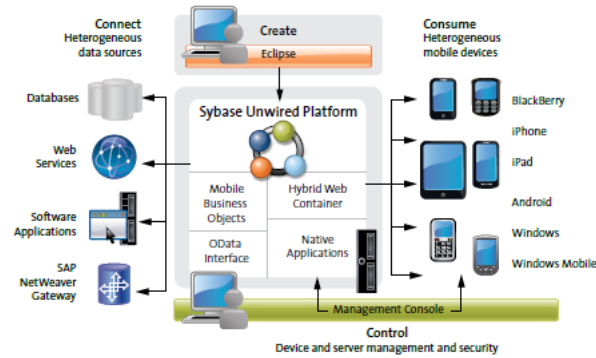 Connect
Heterogeneous
data sources
Databases
Web
Services
Software
Applications
SAP
NetWeaver
Gateway
Create
Eclipse
Sybase Unwired Platform
Mobile
Business
Objects
Hybrid Web
Container
OData
Interface
Native
Applications
Management Console
Control
Device and server management and security
Consume
Heterogeneous
mobile devices
BlackBerry
iPhone
iPad
Android
Windows
Windows Mobile